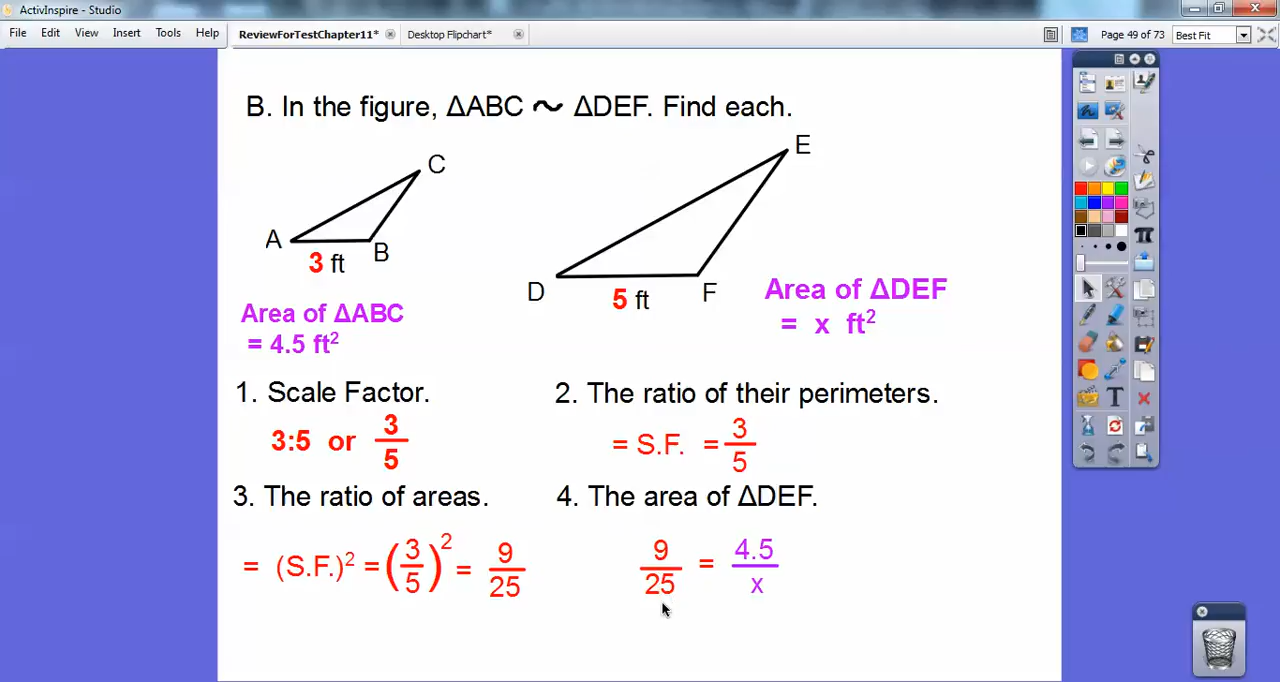 ActivInspire - Studio
File Edit View Insert Tools Help
ReviewForTestChapter11* Desktop Flipchart* Page 49 of 73 Best Fit
B. In the figure, ΔABC ~ ΔDEF. Find each.
C
A
B
3 ft
E
D
F
5 ft
Area of ΔABC
= 4.5 ft²
Area of ΔDEF
= x ft²
1. Scale Factor.
3:5 or 3/5
2. The ratio of their perimeters.
= S.F. = 3/5
3. The ratio of areas.
= (S.F.)² = (3/5)² = 9/25
4. The area of ΔDEF.
9/25 = 4.5/x